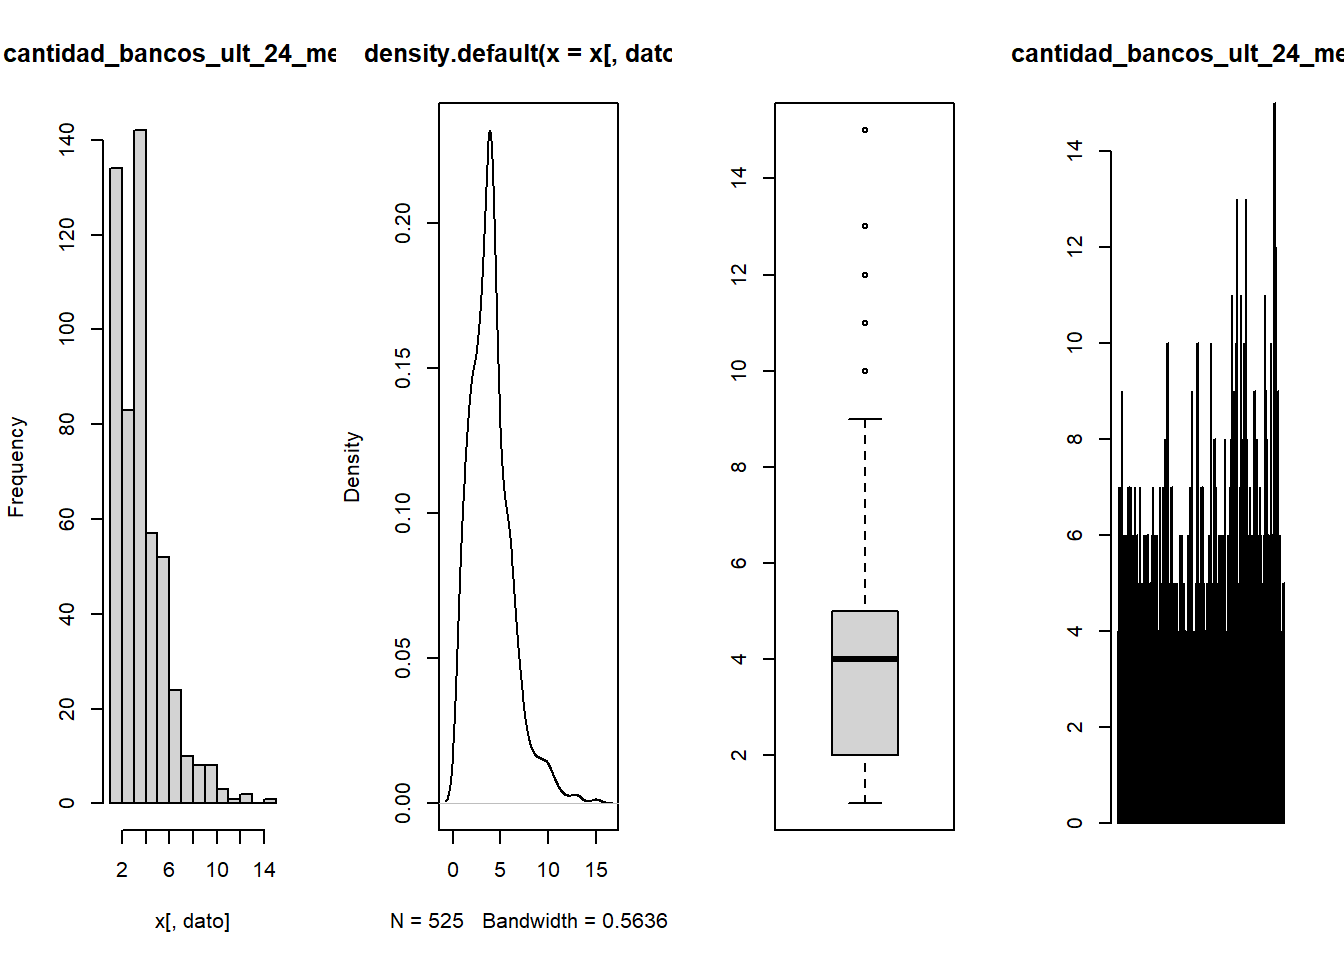 cantidad_bancos_ult_24_me
Frequency
0 20 40 60 80 100 120 140
2 6 10 14
x[, dato]
density.default(x = x[, dato
Density
0.00 0.05 0.10 0.15 0.20
0 5 10 15
N = 525 Bandwidth = 0.5636
2 4 6 8 10 12 14
cantidad_bancos_ult_24_me
0 2 4 6 8 10 12 14